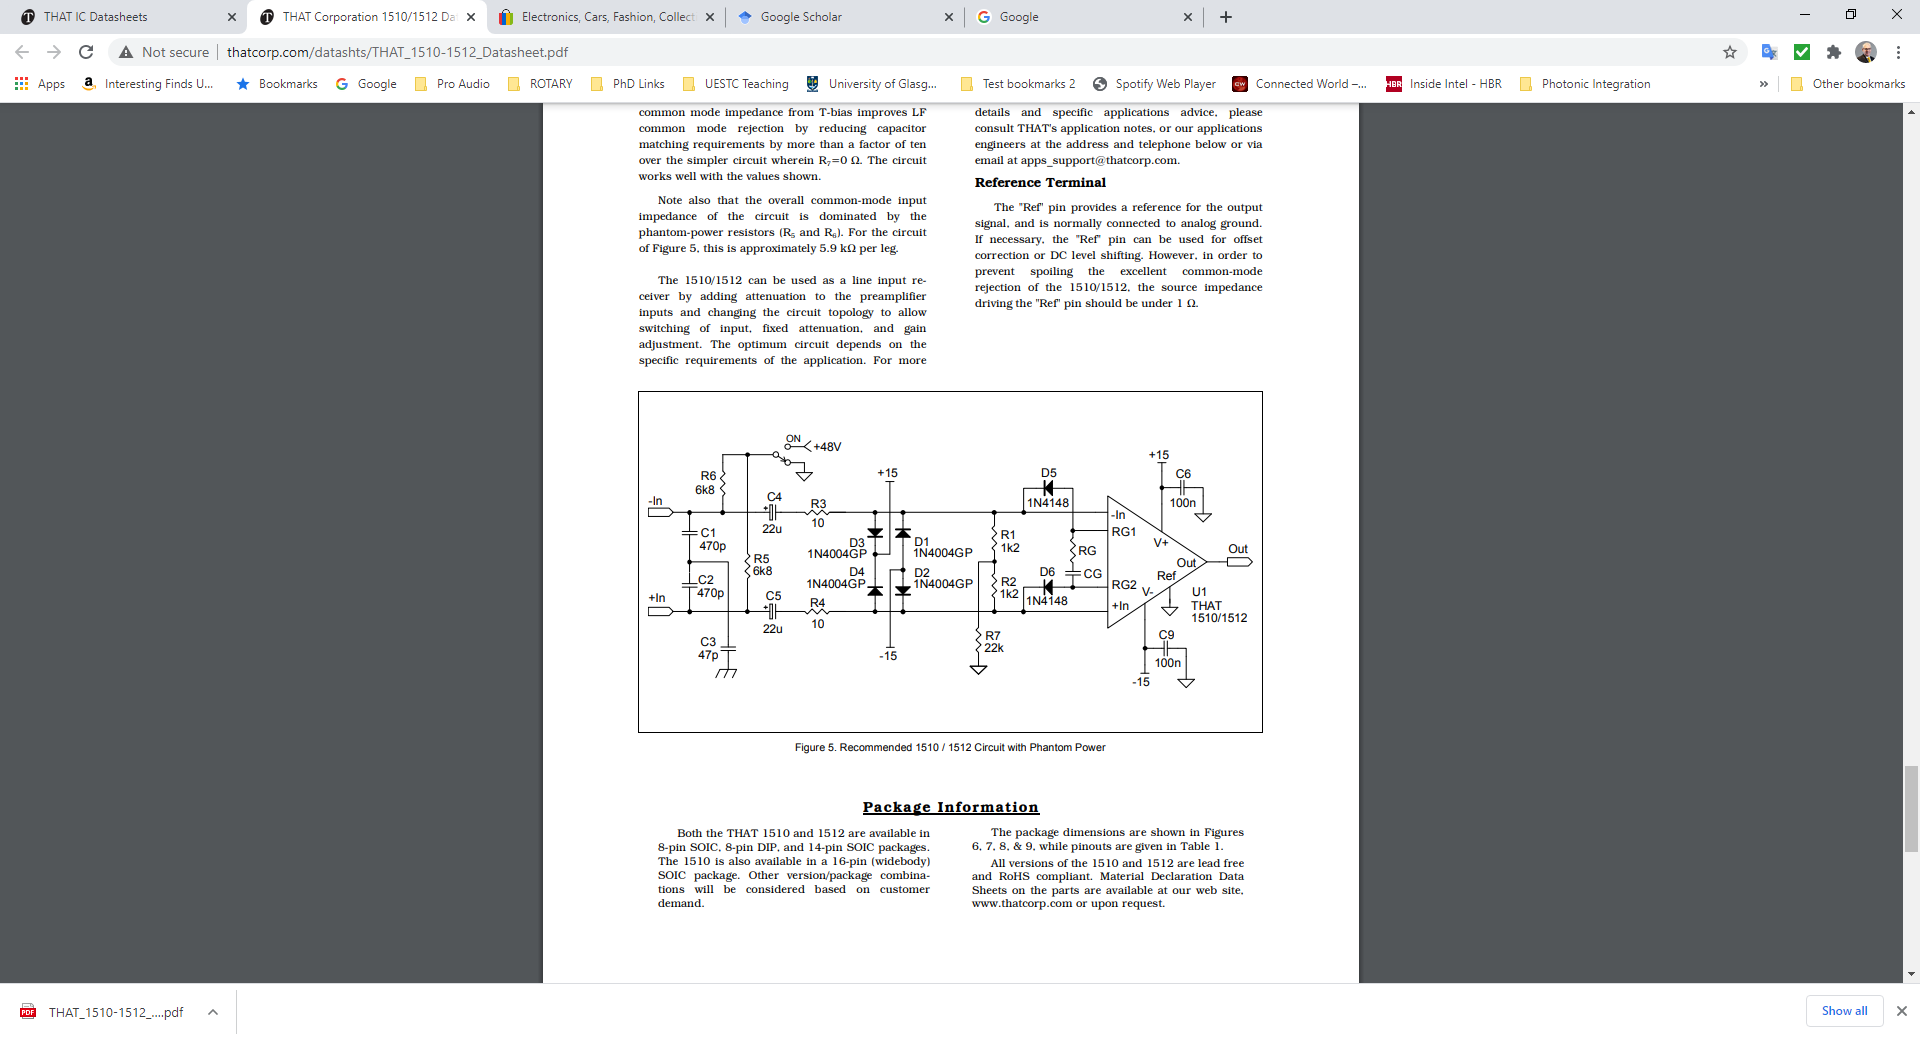 THAT IC Datasheets
THAT Corporation 1510/1512 Da
Electronics, Cars, Fashion, Collect
Google Scholar
Google
Not secure
thatcorp.com/datashts/THAT_1510-1512_Datasheet.pdf
Apps
Interesting Finds U...
Bookmarks
Google
Pro Audio
ROTARY
PhD Links
UESTC Teaching
University of Glasg...
Test bookmarks 2
Spotify Web Player
Connected World –...
Inside Intel - HBR
Photonic Integration
»
Other bookmarks
common mode impedance from T-bias improves LF
common mode rejection by reducing capacitor
matching requirements by more than a factor of ten
over the simpler circuit wherein R₇=0 Ω. The circuit
works well with the values shown.
Note also that the overall common-mode input
impedance of the circuit is dominated by the
phantom-power resistors (R₅ and R₆). For the circuit
of Figure 5, this is approximately 5.9 kΩ per leg.
The 1510/1512 can be used as a line input re-
ceiver by adding attenuation to the preamplifier
inputs and changing the circuit topology to allow
switching of input, fixed attenuation, and gain
adjustment. The optimum circuit depends on the
specific requirements of the application. For more
details and specific applications advice, please
consult THAT's application notes, or our applications
engineers at the address and telephone below or via
email at apps_support@thatcorp.com.
Reference Terminal
The "Ref" pin provides a reference for the output
signal, and is normally connected to analog ground.
If necessary, the "Ref" pin can be used for offset
correction or DC level shifting. However, in order to
prevent spoiling the excellent common-mode
rejection of the 1510/1512, the source impedance
driving the "Ref" pin should be under 1 Ω.
ON
+48V
R6
6k8
-In
C1
470p
C2
470p
+In
C3
47p
R5
6k8
C4
22u
C5
22u
R3
10
R4
10
+15
D3
1N4004GP
D4
1N4004GP
D1
1N4004GP
D2
1N4004GP
-15
R1
1k2
R2
1k2
R7
22k
D5
1N4148
D6
1N4148
RG
CG
-In
RG1
RG2
+In
V+
V-
Ref
Out
+15
C6
100n
Out
U1
THAT
1510/1512
C9
100n
-15
Figure 5. Recommended 1510 / 1512 Circuit with Phantom Power
Package Information
Both the THAT 1510 and 1512 are available in
8-pin SOIC, 8-pin DIP, and 14-pin SOIC packages.
The 1510 is also available in a 16-pin (widebody)
SOIC package. Other version/package combina-
tions will be considered based on customer
demand.
The package dimensions are shown in Figures
6, 7, 8, & 9, while pinouts are given in Table 1.
All versions of the 1510 and 1512 are lead free
and RoHS compliant. Material Declaration Data
Sheets on the parts are available at our web site,
www.thatcorp.com or upon request.
PDF
THAT_1510-1512_....pdf
Show all